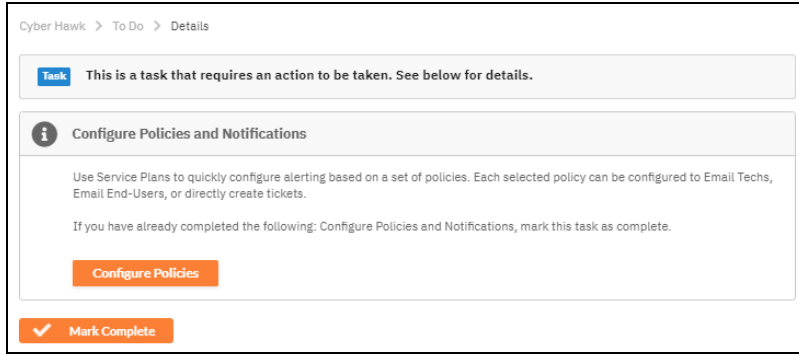 Cyber Hawk > To Do > Details
Task This is a task that requires an action to be taken. See below for details.
Configure Policies and Notifications
Use Service Plans to quickly configure alerting based on a set of policies. Each selected policy can be configured to Email Techs,
Email End-Users, or directly create tickets.
If you have already completed the following: Configure Policies and Notifications, mark this task as complete.
Configure Policies
Mark Complete